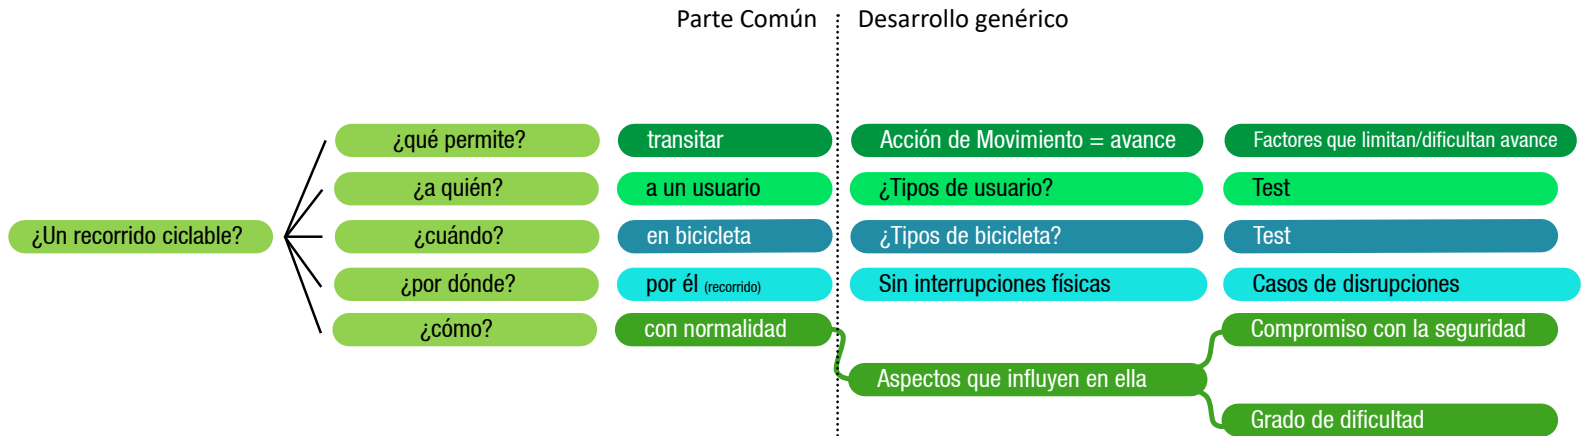 Parte Común
Desarrollo genérico
¿Un recorrido ciclable?
¿qué permite?
transitar
Acción de Movimiento = avance
Factores que limitan/dificultan avance
¿a quién?
a un usuario
¿Tipos de usuario?
Test
¿cuándo?
en bicicleta
¿Tipos de bicicleta?
Test
¿por dónde?
por él (recorrido)
Sin interrupciones físicas
Casos de disrupciones
¿cómo?
con normalidad
Aspectos que influyen en ella
Compromiso con la seguridad
Grado de dificultad